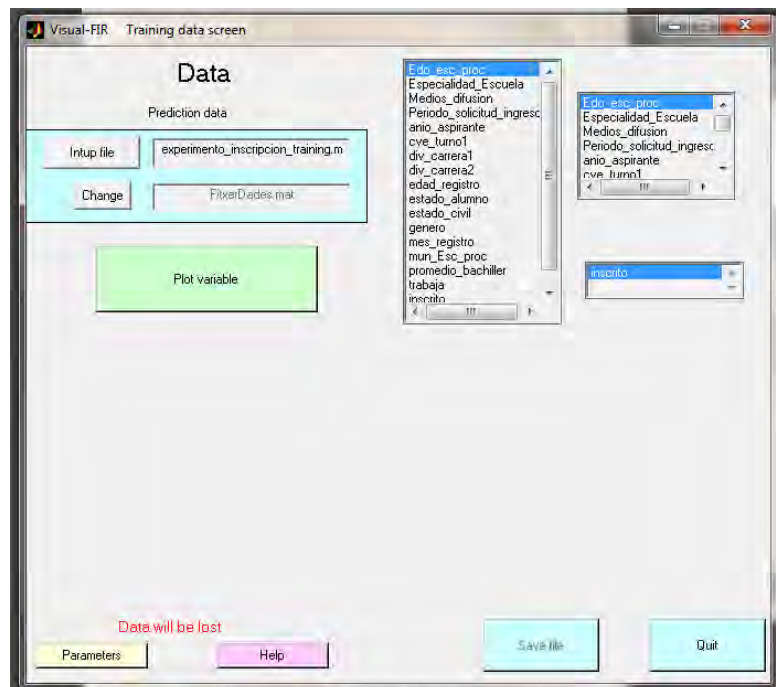 Visual-FIR Training data screen
Data
Prediction data
Intup file
experimento_inscripcion_training.m
Change
FitxerDades.mat
Plot variable
Edo_esc_proc
Especialidad_Escuela
Medios_difusion
Periodo_solicitud_ingresc
anio_aspirante
cve_turno1
div_carrera1
div_carrera2
edad_registro
estado_alumno
estado_civil
genero
mes_registro
mun_Esc_proc
promedio_bachiller
trabaja
inscrito
Edo_esc_proc
Especialidad_Escuela
Medios_difusion
Periodo_solicitud_ingresc
anio_aspirante
cve_turno1
inscrito
Data will be lost
Parameters
Help
Save file
Quit